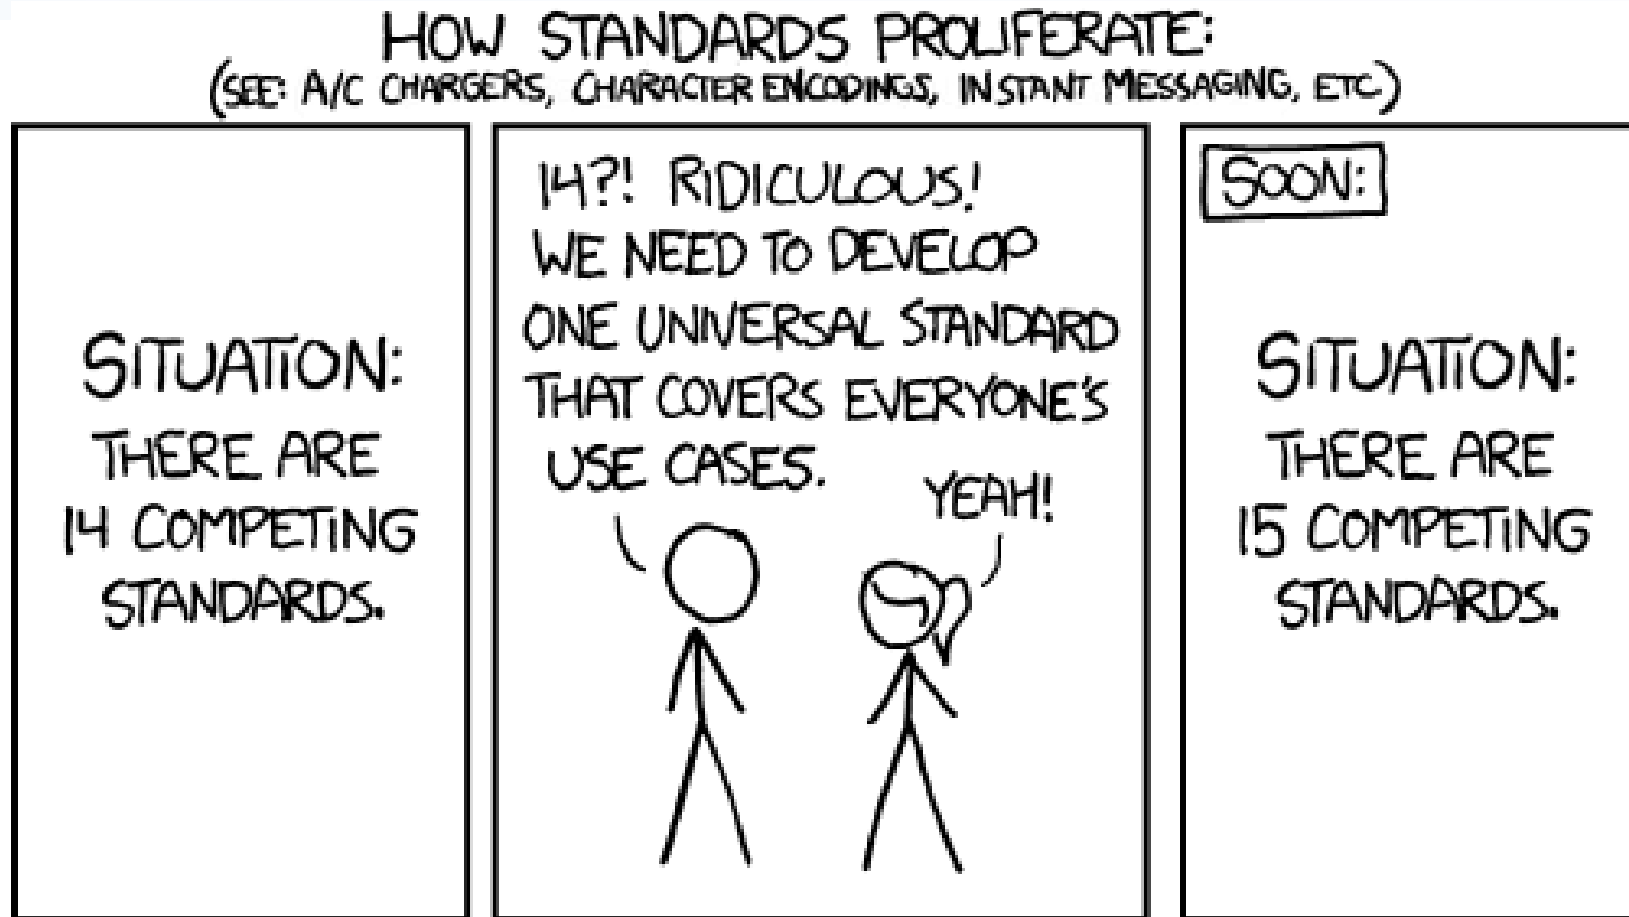 HOW STANDARDS PROLIFERATE:
(SEE: A/C CHARGERS, CHARACTER ENCODINGS, INSTANT MESSAGING, ETC.)
SITUATION:
THERE ARE
14 COMPETING
STANDARDS.
14?! RIDICULOUS!
WE NEED TO DEVELOP
ONE UNIVERSAL STANDARD
THAT COVERS EVERYONE'S
USE CASES.
YEAH!
SOON:
SITUATION:
THERE ARE
15 COMPETING
STANDARDS.